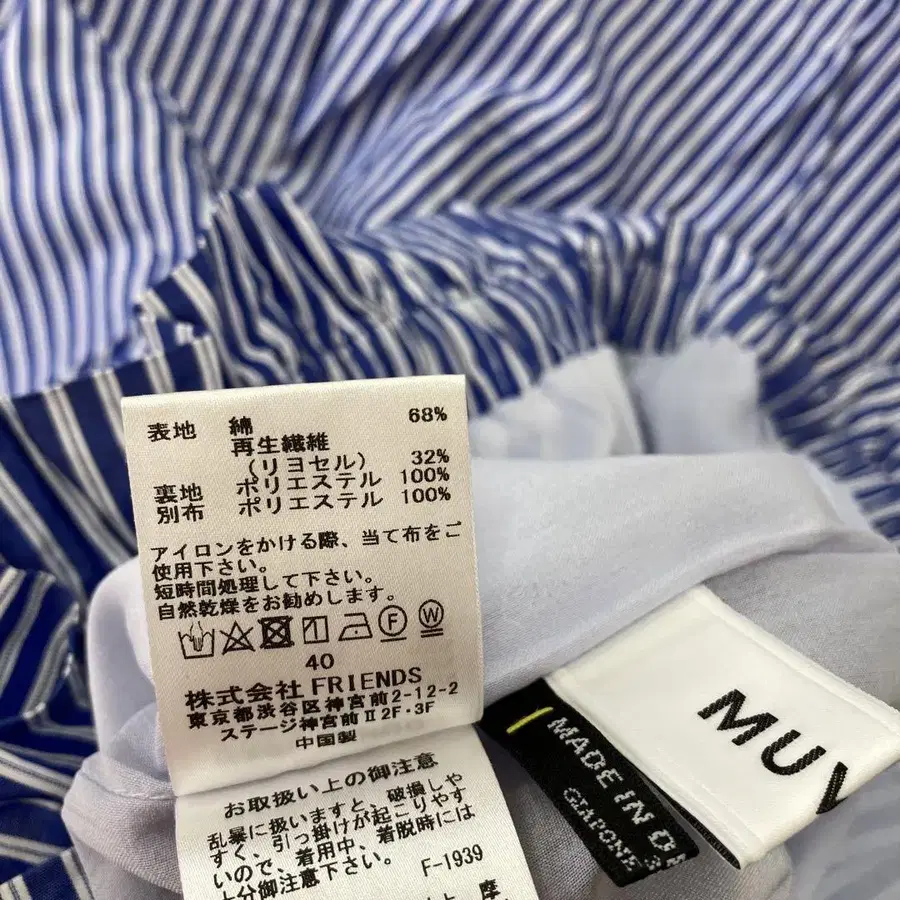 表地 綿 68%
再生繊維
(リヨセル) 32%
裏地 ポリエステル 100%
別布 ポリエステル 100%
アイロンをかける際、当て布をご
使用下さい。
短時間処理して下さい。
自然乾燥をお勧めします。
F W
40
株式会社 FRIENDS
東京都渋谷区神宮前2-12-2
ステージ神宮前Ⅱ2F・3F
中国製
お取扱い上の御注意
乱暴に扱いますと、破損しや
すく、引っ掛けが起こりやす
いので、着用中、着脱時には
十分御注意下さい。
F-1939
摩
MUV
MADE IN
GIAPONE 3